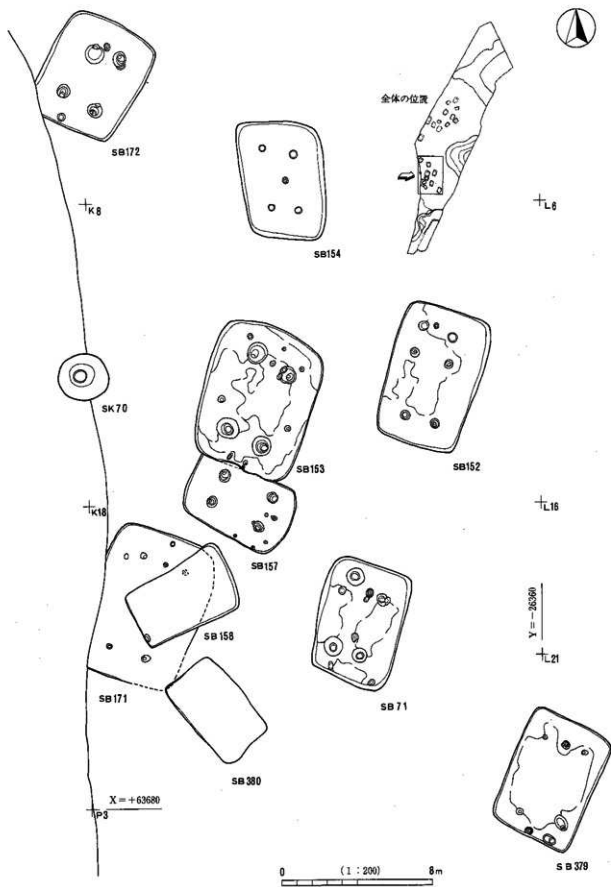 全体の位置
SB172
K8
L6
SB154
SK70
SB153
SB152
K18
L16
SB157
SB158
Y=-26360
L21
SB171
SB71
SB380
X=+63680
P3
SB379
0 (1:200) 8m